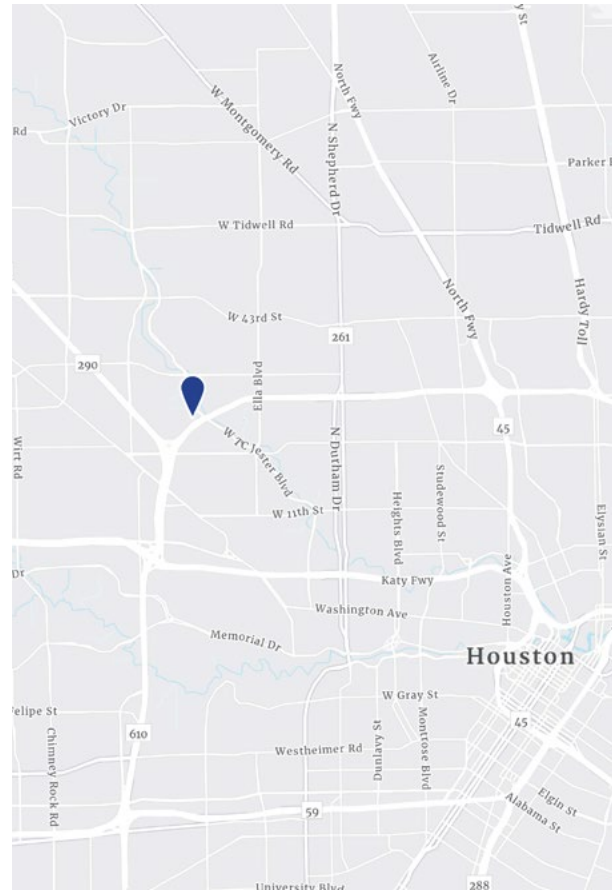 y St
Airline Dr
North Fwy
W Montgomery Rd
Victory Dr
Rd
N Shepherd Dr
Parker
W Tidwell Rd
Tidwell Rd
North Fwy
Hardy Toll
W 43rd St
261
290
Ella Blvd
45
W TC Jester Blvd
N Durham Dr
Wirt Rd
Studewood St
Heights Blvd
W 11th St
Elysian St
Dr
Katy Fwy
Houston Ave
Washington Ave
Memorial Dr
Houston
W Gray St
elipe St
45
610
Dunlavy St
Montrose Blvd
Chimney Rock Rd
Westheimer Rd
59
Elgin St
Alabama St
288
University Blvd